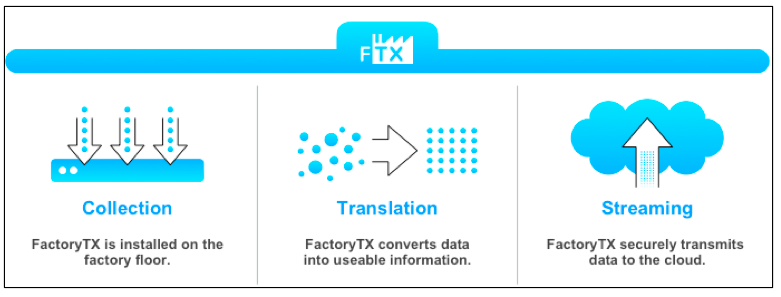 FTX
Collection
FactoryTX is installed on the
factory floor.
Translation
FactoryTX converts data
into useable information.
Streaming
FactoryTX securely transmits
data to the cloud.